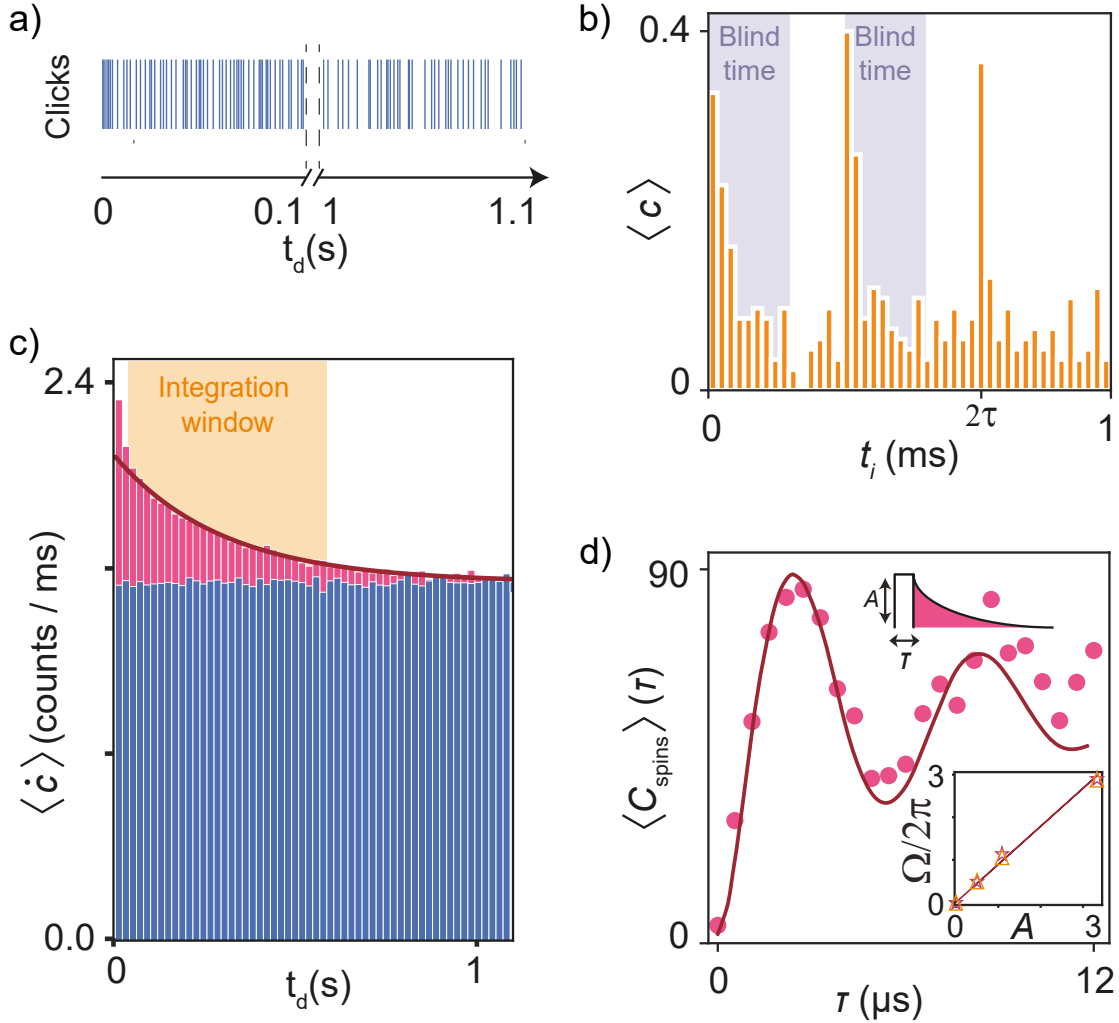 a)
Clicks
0
0.1
1
1.1
t_d(s)
b)
0.4
Blind
time
Blind
time
⟨c⟩
0
0
2τ
1
t_i (ms)
c)
2.4
Integration
window
⟨ċ⟩ (counts / ms)
0.0
0
1
t_d(s)
d)
90
A
τ
⟨C_spins⟩ (τ)
3
Ω/2π
0
0
A
3
0
0
12
τ (μs)